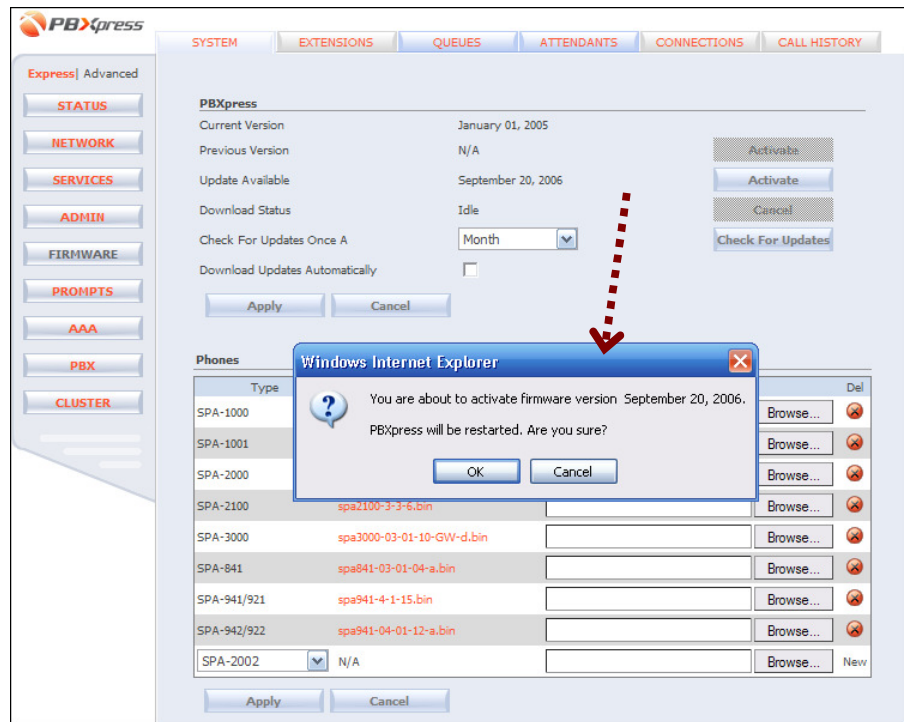 PBXpress
SYSTEM EXTENSIONS QUEUES ATTENDANTS CONNECTIONS CALL HISTORY
Express| Advanced
STATUS
NETWORK
SERVICES
ADMIN
FIRMWARE
PROMPTS
AAA
PBX
CLUSTER
PBXpress
Current Version January 01, 2005
Previous Version N/A Activate
Update Available September 20, 2006 Activate
Download Status Idle Cancel
Check For Updates Once A Month Check For Updates
Download Updates Automatically
Apply Cancel
Phones
Type Del
Windows Internet Explorer
You are about to activate firmware version September 20, 2006.
PBXpress will be restarted. Are you sure?
OK Cancel
SPA-1000 Browse...
SPA-1001 Browse...
SPA-2000 Browse...
SPA-2100 spa2100-3-3-6.bin Browse...
SPA-3000 spa3000-03-01-10-GW-d.bin Browse...
SPA-841 spa841-03-01-04-a.bin Browse...
SPA-941/921 spa941-4-1-15.bin Browse...
SPA-942/922 spa941-04-01-12-a.bin Browse...
SPA-2002 N/A Browse... New
Apply Cancel